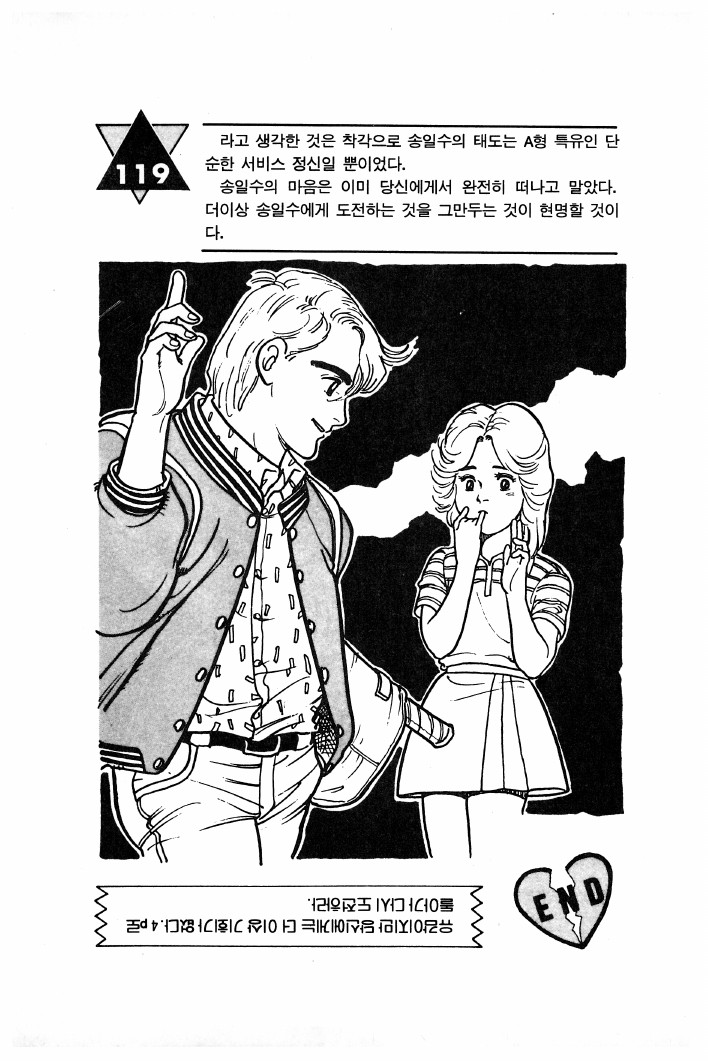 119
라고 생각한 것은 착각으로 송일수의 태도는 A형 특유인 단
순한 서비스 정신일 뿐이었다.
송일수의 마음은 이미 당신에게서 완전히 떠나고 말았다.
더이상 송일수에게 도전하는 것을 그만두는 것이 현명할 것이
다.
END
유감이지만 당신에게는 더 이상 기회가 없다. 4 p로
돌아가 다시 도전하라.